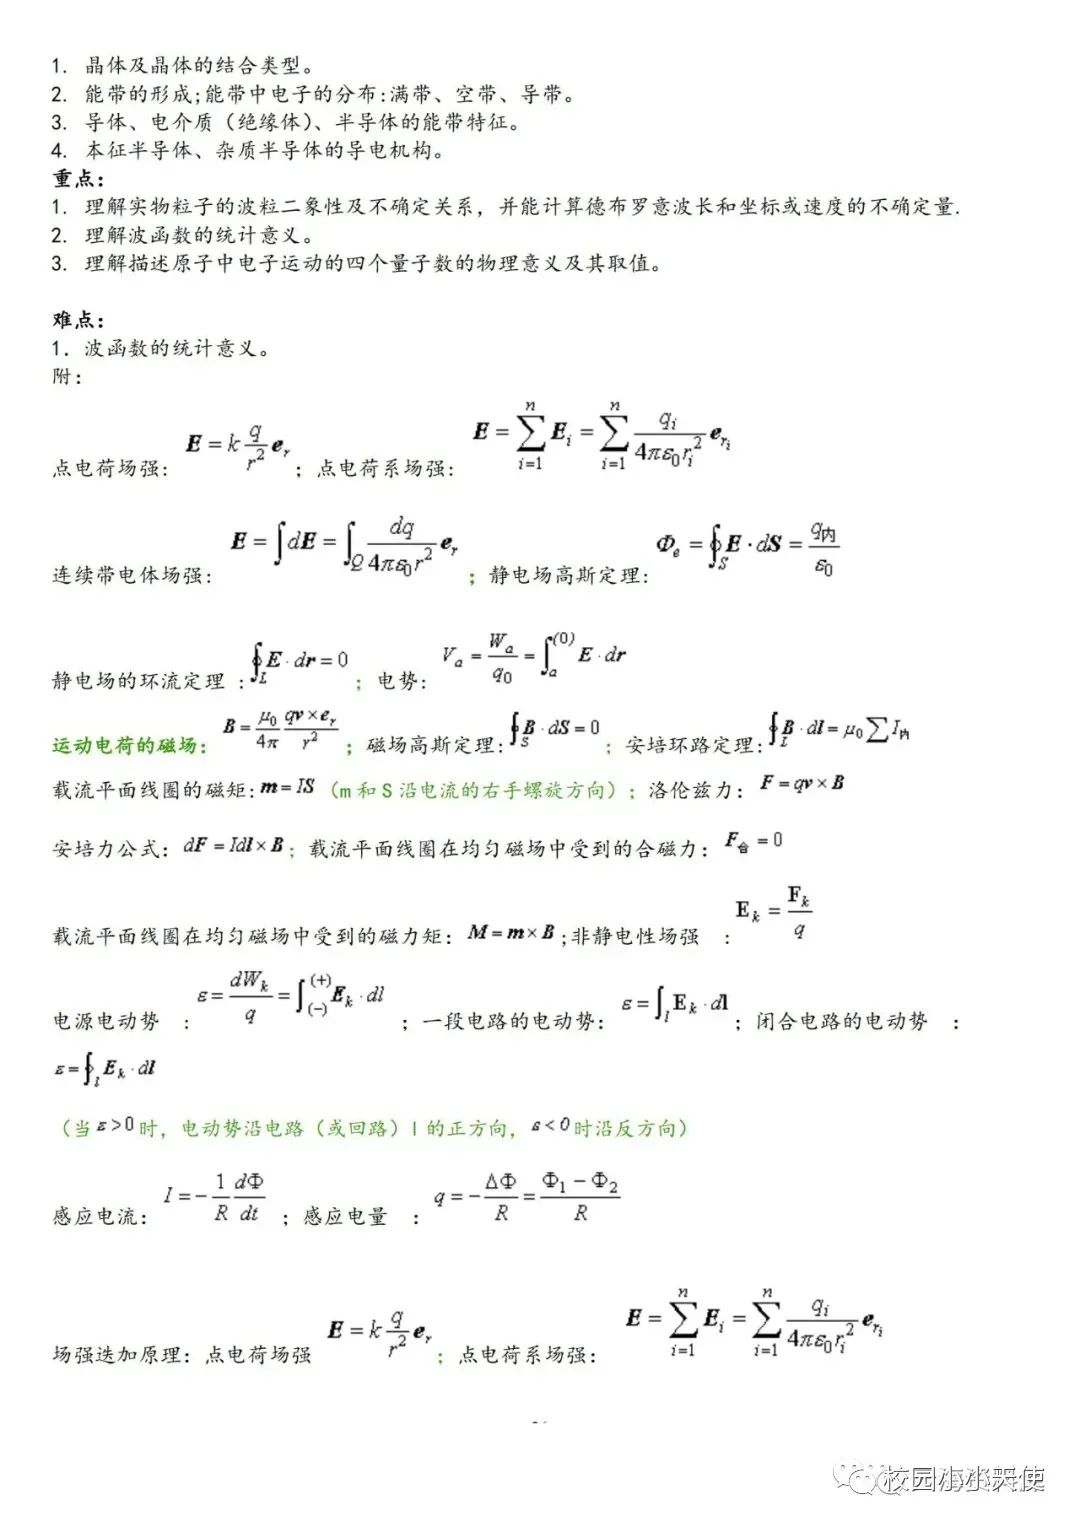 1. 晶体及晶体的结合类型。
2. 能带的形成;能带中电子的分布:满带、空带、导带。
3. 导体、电介质（绝缘体）、半导体的能带特征。
4. 本征半导体、杂质半导体的导电机构。
重点:
1. 理解实物粒子的波粒二象性及不确定关系，并能计算德布罗意波长和坐标或速度的不确定量.
2. 理解波函数的统计意义。
3. 理解描述原子中电子运动的四个量子数的物理意义及其取值。
难点:
1. 波函数的统计意义。
附:
点电荷场强: E = k q/r² e_r ; 点电荷系场强: E = ∑_{i=1}^{n} E_i = ∑_{i=1}^{n} q_i/(4πε₀r_i²) e_{r_i}
连续带电体场强: E = ∫dE = ∫_Q dq/(4πε₀r²) e_r ; 静电场高斯定理: Φ_e = ∮_S E · dS = q内/ε₀
静电场的环流定理 : ∮_L E · dr = 0 ; 电势: V_a = W_a/q₀ = ∫_a^{(0)} E · dr
运动电荷的磁场: B = μ₀/4π qv × e_r/r² ; 磁场高斯定理: ∮_S B · dS = 0 ; 安培环路定理: ∮_L B · dl = μ₀∑I内
载流平面线圈的磁矩: m = IS（m 和 S 沿电流的右手螺旋方向）; 洛伦兹力: F = qv × B
安培力公式: dF = Idl × B ; 载流平面线圈在均匀磁场中受到的合磁力: F合 = 0
载流平面线圈在均匀磁场中受到的磁力矩: M = m × B ;非静电性场强 : E_k = F_k/q
电源电动势 : ε = dW_k/q = ∫_{(−)}^{(+)} E_k · dl ; 一段电路的电动势: ε = ∫_l E_k · dl ; 闭合电路的电动势 :
ε = ∮_l E_k · dl
（当 ε > 0 时，电动势沿电路（或回路）l 的正方向，ε < 0 时沿反方向）
感应电流: I = − 1/R dΦ/dt ; 感应电量 : q = − ΔΦ/R = (Φ₁ − Φ₂)/R
场强迭加原理: 点电荷场强 E = k q/r² e_r ; 点电荷系场强: E = ∑_{i=1}^{n} E_i = ∑_{i=1}^{n} q_i/(4πε₀r_i²) e_{r_i}